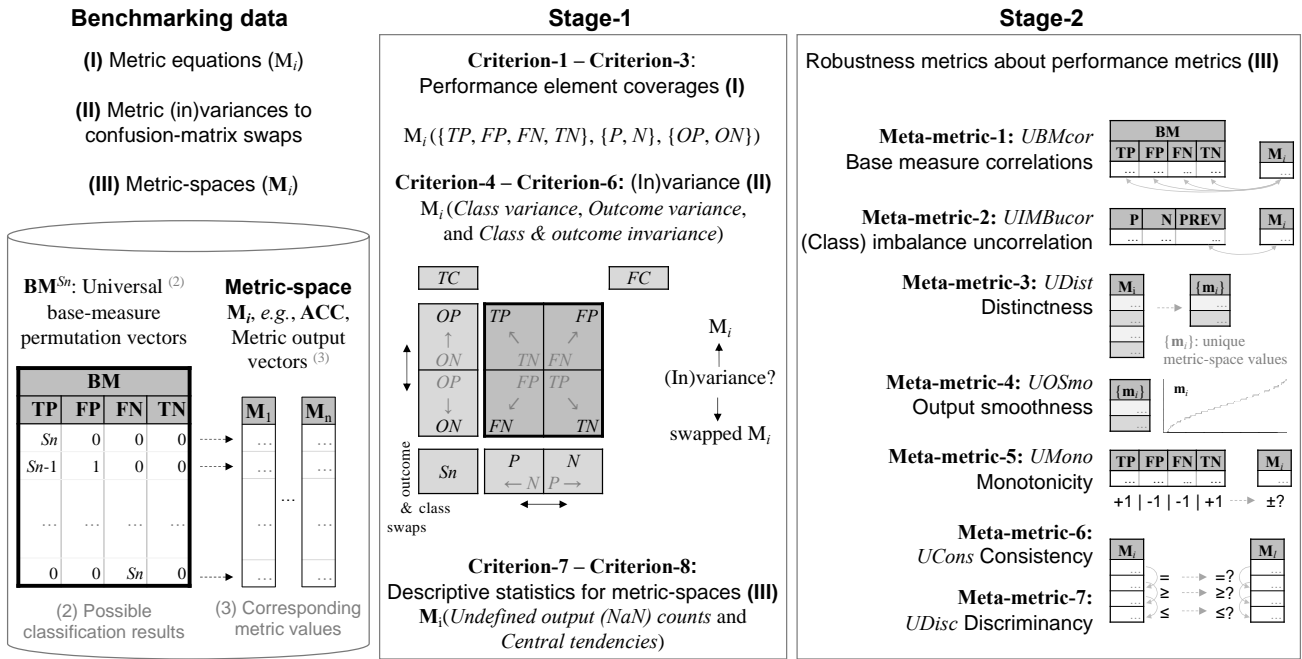 Benchmarking data
(I) Metric equations (Mi)
(II) Metric (in)variances to
confusion-matrix swaps
(III) Metric-spaces (Mi)
BM^Sn: Universal (2)
base-measure
permutation vectors
Metric-space
Mi, e.g., ACC,
Metric output
vectors (3)
BM
TP FP FN TN
Sn 0 0 0
Sn-1 1 0 0
... ... ... ...
0 0 Sn 0
M1 ... Mn
... ...
... ...
... ...
... ...
(2) Possible
classification results
(3) Corresponding
metric values
Stage-1
Criterion-1 – Criterion-3:
Performance element coverages (I)
Mi({TP, FP, FN, TN}, {P, N}, {OP, ON})
Criterion-4 – Criterion-6: (In)variance (II)
Mi(Class variance, Outcome variance,
and Class & outcome invariance)
TC FC
OP TP FP
↑
ON TN FN
OP FP TP
↓
ON FN TN
Sn P N
← N P →
& outcome
class
swaps
Mi
(In)variance?
swapped Mi
Criterion-7 – Criterion-8:
Descriptive statistics for metric-spaces (III)
Mi(Undefined output (NaN) counts and
Central tendencies)
Stage-2
Robustness metrics about performance metrics (III)
Meta-metric-1: UBMcor
Base measure correlations
BM
TP FP FN TN Mi
... ... ... ... ...
Meta-metric-2: UIMBucor
(Class) imbalance uncorrelation
P N PREV Mi
... ... ... ...
Meta-metric-3: UDist
Distinctness
Mi {mi}
... ...
... ...
... ...
...
{mi}: unique
metric-space values
Meta-metric-4: UOSmo
Output smoothness
{mi} mi
...
...
...
Meta-metric-5: UMono
Monotonicity
TP FP FN TN Mi
... ... ... ... ...
+1 | -1 | -1 | +1 ±?
Meta-metric-6:
UCons Consistency
Meta-metric-7:
UDisc Discriminancy
Mi Ml
... ...
... = =? ...
... ≥ ≥? ...
... ≤ ≤? ...